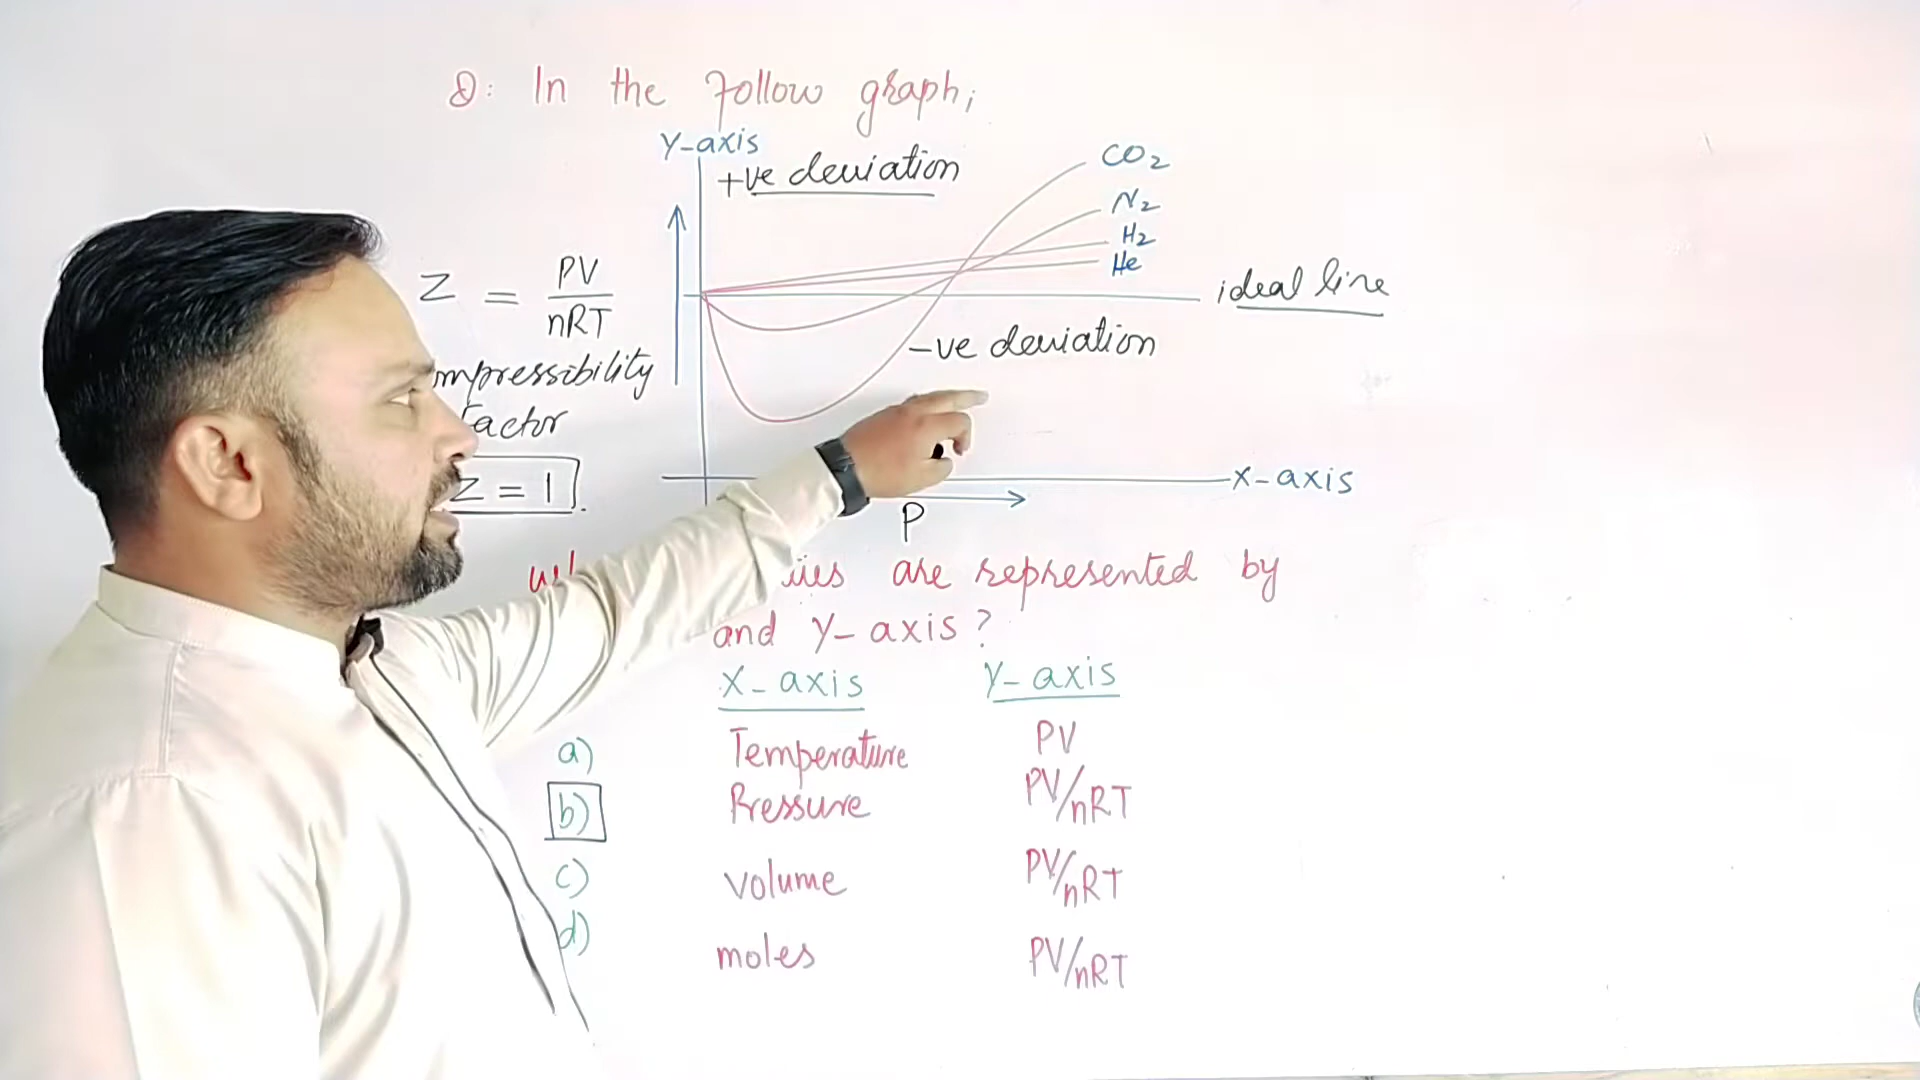 Q: In the follow graph;
Y-axis
+ve deviation
CO2
N2
H2
He
ideal line
-ve deviation
Z = PV/nRT
mpressibility
factor
Z = 1
X-axis
P
are represented by
and Y-axis?
X-axis Y-axis
a) Temperature PV
b) Pressure PV/nRT
c) volume PV/nRT
d) moles PV/nRT